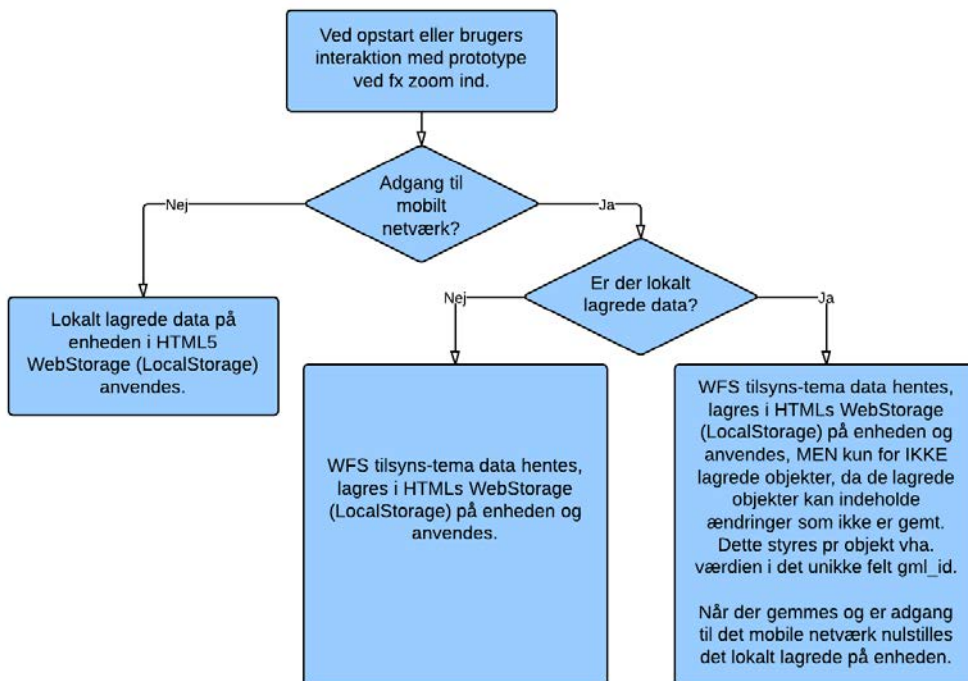 Ved opstart eller brugers
interaktion med prototype
ved fx zoom ind.
Adgang til
mobilt
netværk?
Nej
Ja
Er der lokalt
lagrede data?
Nej
Ja
Lokalt lagrede data på
enheden i HTML5
WebStorage (LocalStorage)
anvendes.
WFS tilsyns-tema data hentes,
lagres i HTMLs WebStorage
(LocalStorage) på enheden og
anvendes.
WFS tilsyns-tema data hentes,
lagres i HTMLs WebStorage
(LocalStorage) på enheden og
anvendes, MEN kun for IKKE
lagrede objekter, da de lagrede
objekter kan indeholde
ændringer som ikke er gemt.
Dette styres pr objekt vha.
værdien i det unikke felt gml_id.
Når der gemmes og er adgang
til det mobile netværk nulstilles
det lokalt lagrede på enheden.